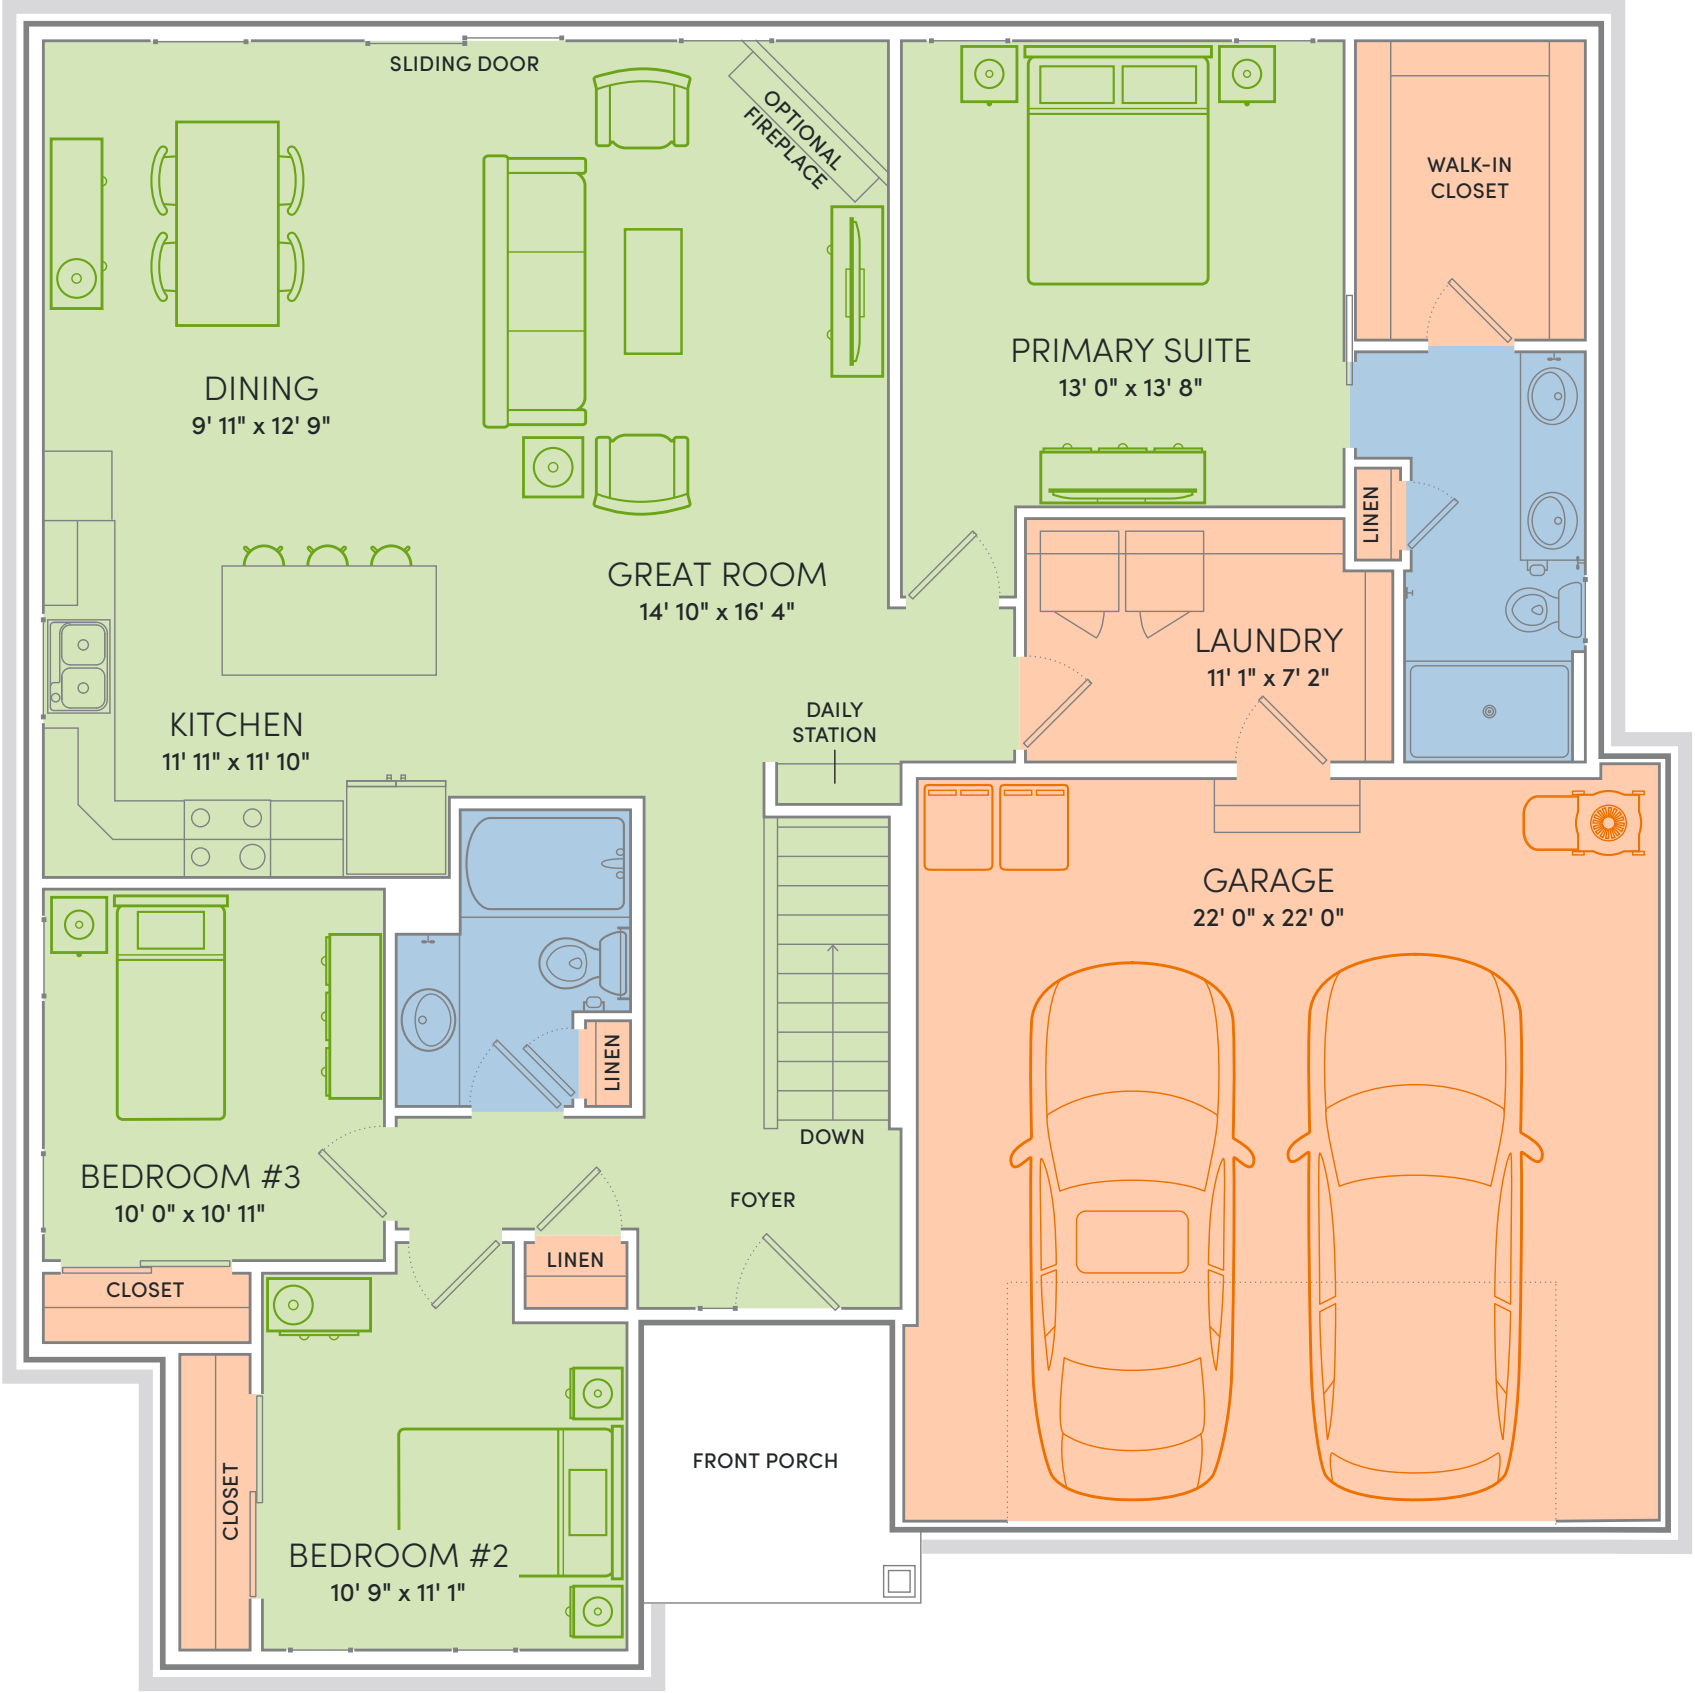 SLIDING DOOR
OPTIONAL
FIREPLACE
WALK-IN
CLOSET
PRIMARY SUITE
13' 0" x 13' 8"
DINING
9' 11" x 12' 9"
LINEN
GREAT ROOM
14' 10" x 16' 4"
LAUNDRY
11' 1" x 7' 2"
KITCHEN
11' 11" x 11' 10"
DAILY
STATION
GARAGE
22' 0" x 22' 0"
LINEN
DOWN
BEDROOM #3
10' 0" x 10' 11"
FOYER
LINEN
CLOSET
FRONT PORCH
CLOSET
BEDROOM #2
10' 9" x 11' 1"